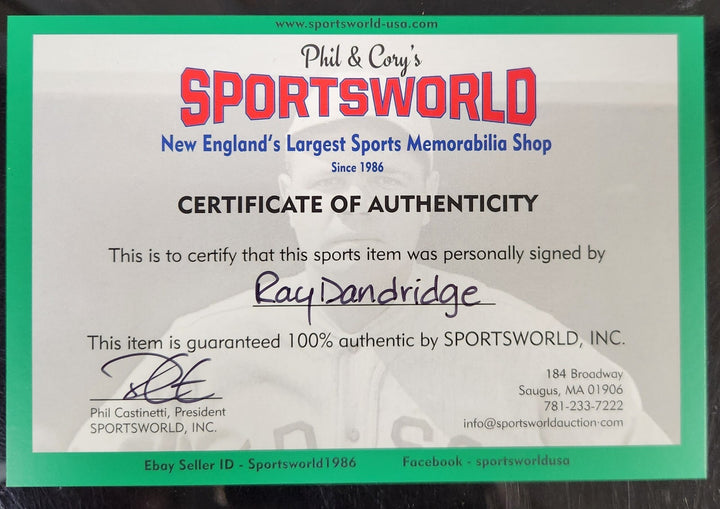 www.sportsworld-usa.com
Phil & Cory's
SPORTSWORLD
New England's Largest Sports Memorabilia Shop
Since 1986
CERTIFICATE OF AUTHENTICITY
This is to certify that this sports item was personally signed by
Ray Dandridge
This item is guaranteed 100% authentic by SPORTSWORLD, INC.
Phil Castinetti, President
SPORTSWORLD, INC.
184 Broadway
Saugus, MA 01906
781-233-7222
info@sportsworldauction.com
Ebay Seller ID - Sportsworld1986 Facebook - sportsworldusa